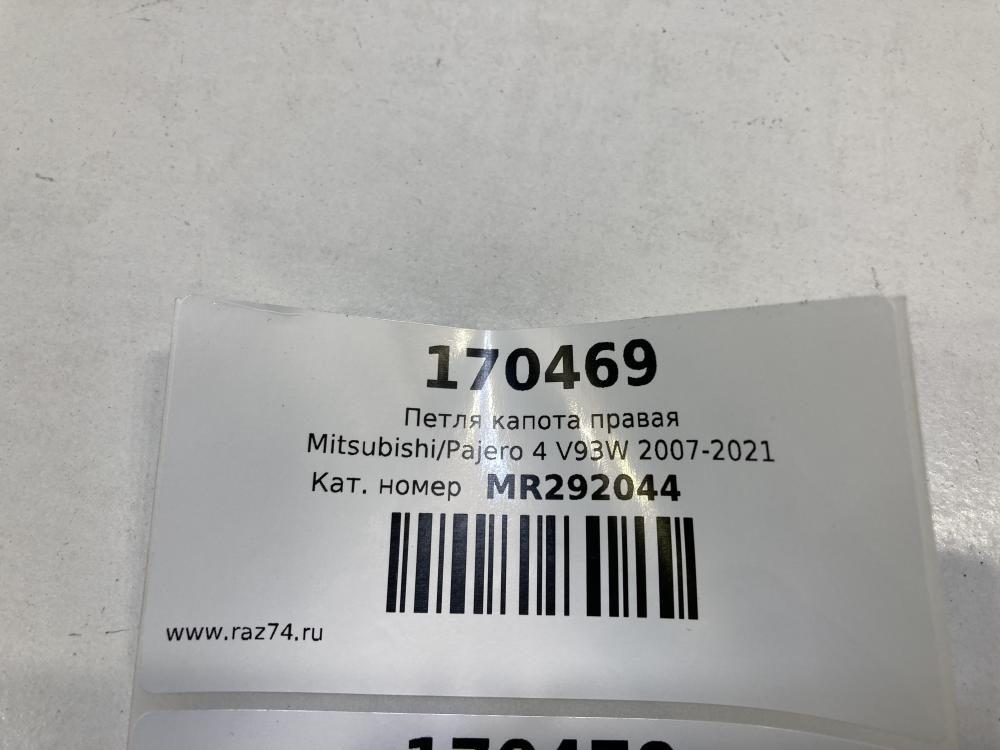 170469
Петля капота правая
Mitsubishi/Pajero 4 V93W 2007-2021
Кат. номер MR292044
www.raz74.ru